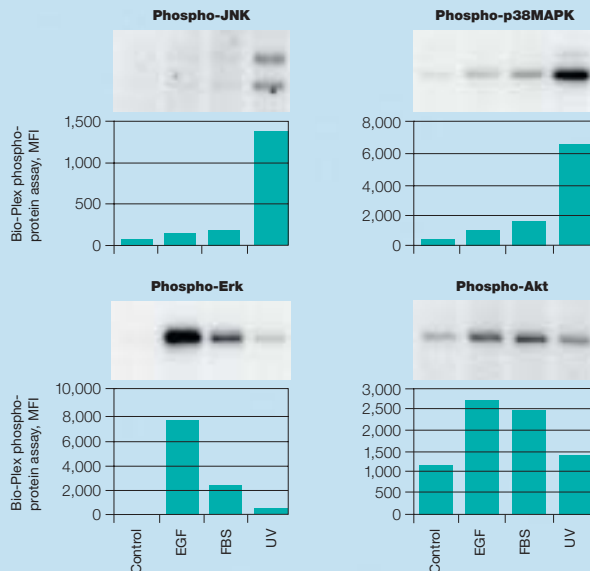 Phospho-JNK
Bio-Plex phospho-
protein assay, MFI
1,500
1,000
500
0
Phospho-p38MAPK
8,000
6,000
4,000
2,000
0
Phospho-Erk
Bio-Plex phospho-
protein assay, MFI
10,000
8,000
6,000
4,000
2,000
0
Control
EGF
FBS
UV
Phospho-Akt
3,000
2,500
2,000
1,500
1,000
500
0
Control
EGF
FBS
UV